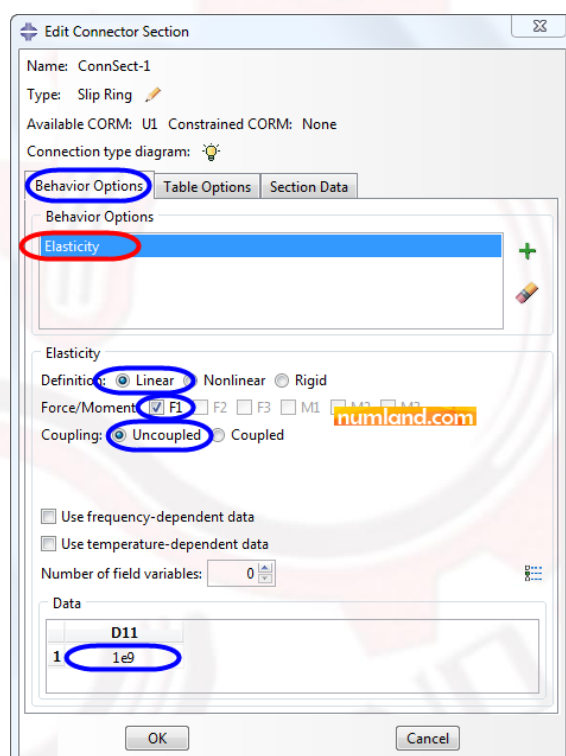 Edit Connector Section
Name: ConnSect-1
Type: Slip Ring
Available CORM: U1 Constrained CORM: None
Connection type diagram:
Behavior Options Table Options Section Data
Behavior Options
Elasticity
Elasticity
Definition: Linear Nonlinear Rigid
Force/Moment: F1 F2 F3 M1 M2 M3
numland.com
Coupling: Uncoupled Coupled
Use frequency-dependent data
Use temperature-dependent data
Number of field variables: 0
Data
D11
1 1e9
OK Cancel